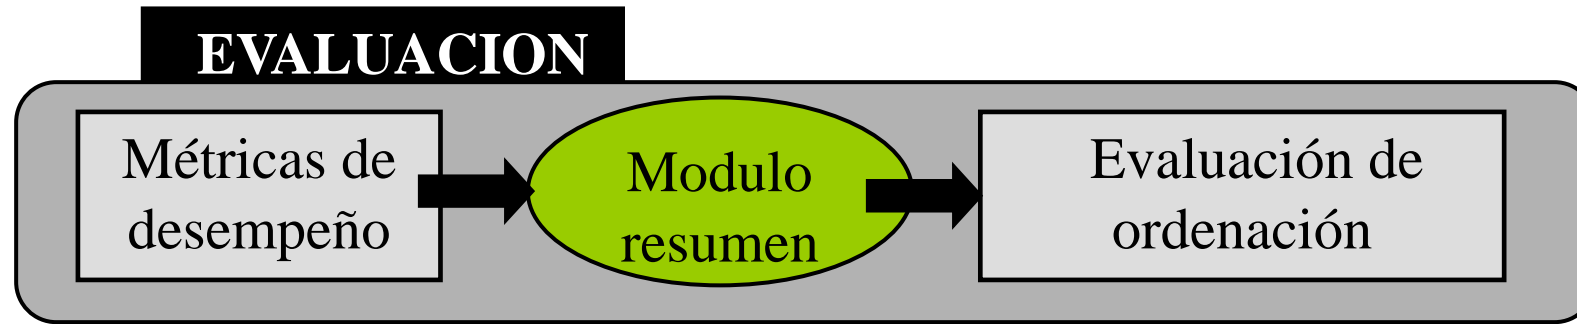 EVALUACION
Métricas de
desempeño
Modulo
resumen
Evaluación de
ordenación